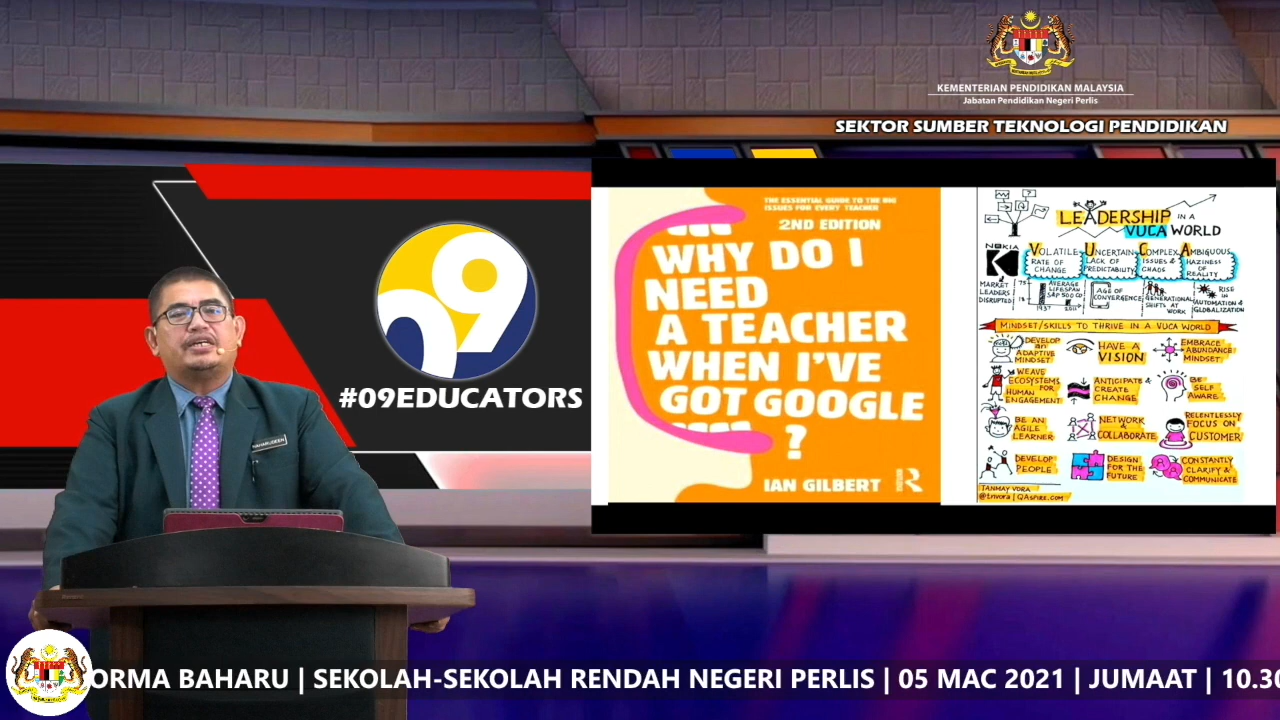 KEMENTERIAN PENDIDIKAN MALAYSIA
Jabatan Pendidikan Negeri Perlis
SEKTOR SUMBER TEKNOLOGI PENDIDIKAN
#09EDUCATORS
THE ESSENTIAL GUIDE TO THE BIG
ISSUES FOR EVERY TEACHER
2ND EDITION
WHY DO I
NEED
A TEACHER
WHEN I'VE
GOT GOOGLE
?
IAN GILBERT
LEADERSHIP IN A
VUCA WORLD
NOKIA
VOLATILE
RATE OF
CHANGE
UNCERTAIN
LACK OF
PREDICTABILITY
COMPLEX
ISSUES &
CHAOS
AMBIGUOUS
HAZINESS
OF
REALITY
MARKET
LEADERS
DISRUPTED
AVERAGE
LIFESPAN
S&P 500 CO
1937
AGE OF
CONVERGENCE
GENERATIONAL
SHIFTS AT
WORK
RISE
IN
AUTOMATION &
GLOBALIZATION
MINDSET/SKILLS TO THRIVE IN A VUCA WORLD
DEVELOP
an
ADAPTIVE
MINDSET
HAVE A
VISION
EMBRACE
ABUNDANCE
MINDSET
WEAVE
ECOSYSTEMS
FOR
HUMAN
ENGAGEMENT
ANTICIPATE &
CREATE
CHANGE
BE
SELF
AWARE
BE AN
AGILE
LEARNER
NETWORK
&
COLLABORATE
RELENTLESSLY
FOCUS ON
CUSTOMER
DEVELOP
PEOPLE
DESIGN
FOR THE
FUTURE
CONSTANTLY
CLARIFY &
COMMUNICATE
TANMAY VORA
@tnvora | QAspire.com
ORMA BAHARU | SEKOLAH-SEKOLAH RENDAH NEGERI PERLIS | 05 MAC 2021 | JUMAAT | 10.30